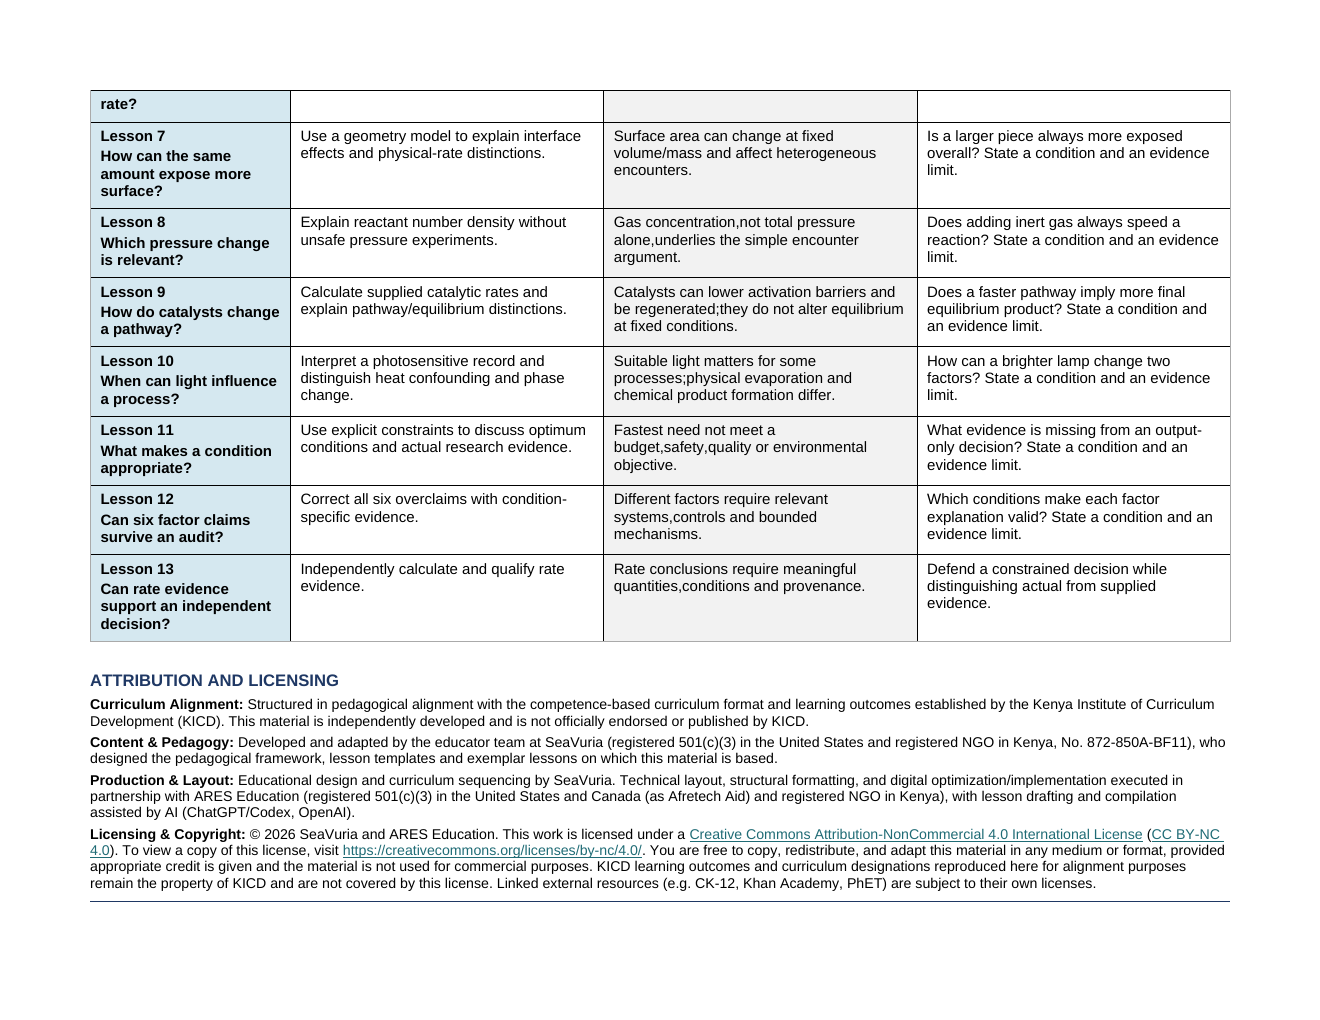 rate?
Lesson 7
How can the same
amount expose more
surface?
Use a geometry model to explain interface
effects and physical-rate distinctions.
Surface area can change at fixed
volume/mass and affect heterogeneous
encounters.
Is a larger piece always more exposed
overall? State a condition and an evidence
limit.
Lesson 8
Which pressure change
is relevant?
Explain reactant number density without
unsafe pressure experiments.
Gas concentration,not total pressure
alone,underlies the simple encounter
argument.
Does adding inert gas always speed a
reaction? State a condition and an evidence
limit.
Lesson 9
How do catalysts change
a pathway?
Calculate supplied catalytic rates and
explain pathway/equilibrium distinctions.
Catalysts can lower activation barriers and
be regenerated;they do not alter equilibrium
at fixed conditions.
Does a faster pathway imply more final
equilibrium product? State a condition and
an evidence limit.
Lesson 10
When can light influence
a process?
Interpret a photosensitive record and
distinguish heat confounding and phase
change.
Suitable light matters for some
processes;physical evaporation and
chemical product formation differ.
How can a brighter lamp change two
factors? State a condition and an evidence
limit.
Lesson 11
What makes a condition
appropriate?
Use explicit constraints to discuss optimum
conditions and actual research evidence.
Fastest need not meet a
budget,safety,quality or environmental
objective.
What evidence is missing from an output-
only decision? State a condition and an
evidence limit.
Lesson 12
Can six factor claims
survive an audit?
Correct all six overclaims with condition-
specific evidence.
Different factors require relevant
systems,controls and bounded
mechanisms.
Which conditions make each factor
explanation valid? State a condition and an
evidence limit.
Lesson 13
Can rate evidence
support an independent
decision?
Independently calculate and qualify rate
evidence.
Rate conclusions require meaningful
quantities,conditions and provenance.
Defend a constrained decision while
distinguishing actual from supplied
evidence.
ATTRIBUTION AND LICENSING
Curriculum Alignment: Structured in pedagogical alignment with the competence-based curriculum format and learning outcomes established by the Kenya Institute of Curriculum
Development (KICD). This material is independently developed and is not officially endorsed or published by KICD.
Content & Pedagogy: Developed and adapted by the educator team at SeaVuria (registered 501(c)(3) in the United States and registered NGO in Kenya, No. 872-850A-BF11), who
designed the pedagogical framework, lesson templates and exemplar lessons on which this material is based.
Production & Layout: Educational design and curriculum sequencing by SeaVuria. Technical layout, structural formatting, and digital optimization/implementation executed in
partnership with ARES Education (registered 501(c)(3) in the United States and Canada (as Afretech Aid) and registered NGO in Kenya), with lesson drafting and compilation
assisted by AI (ChatGPT/Codex, OpenAI).
Licensing & Copyright: © 2026 SeaVuria and ARES Education. This work is licensed under a Creative Commons Attribution-NonCommercial 4.0 International License (CC BY-NC
4.0). To view a copy of this license, visit https://creativecommons.org/licenses/by-nc/4.0/. You are free to copy, redistribute, and adapt this material in any medium or format, provided
appropriate credit is given and the material is not used for commercial purposes. KICD learning outcomes and curriculum designations reproduced here for alignment purposes
remain the property of KICD and are not covered by this license. Linked external resources (e.g. CK-12, Khan Academy, PhET) are subject to their own licenses.